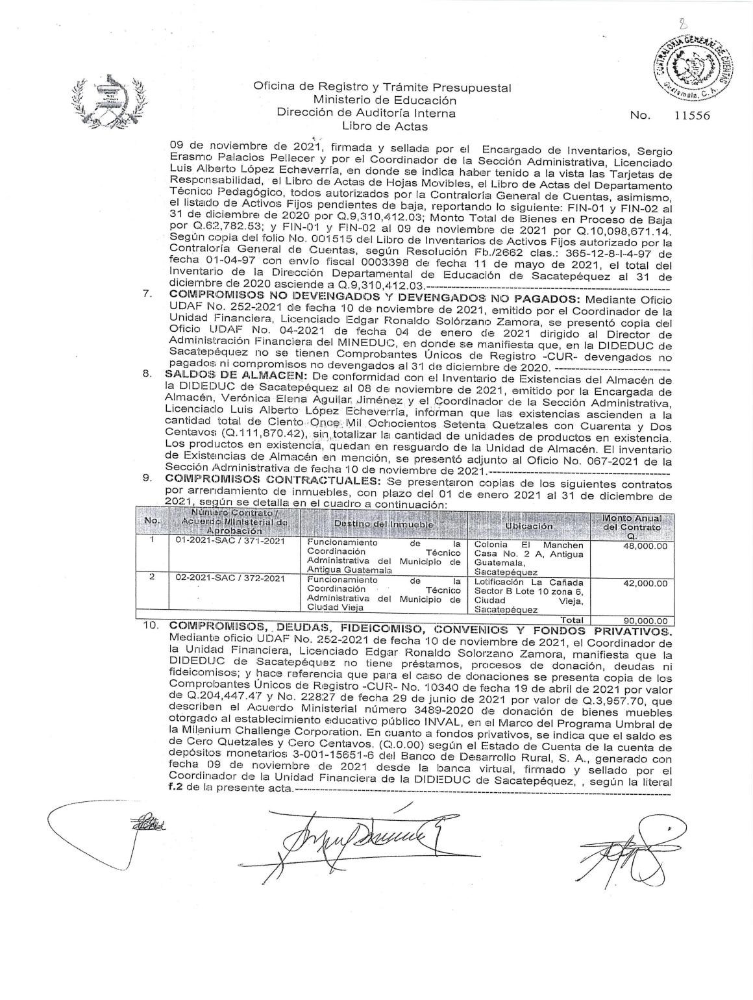 8
CONTRALORIA GENERAL DE CUENTAS
Guatemala, C. A.
Oficina de Registro y Trámite Presupuestal
Ministerio de Educación
Dirección de Auditoría Interna
Libro de Actas
No. 11556
09 de noviembre de 2021, firmada y sellada por el Encargado de Inventarios, Sergio
Erasmo Palacios Pellecer y por el Coordinador de la Sección Administrativa, Licenciado
Luis Alberto López Echeverría, en donde se indica haber tenido a la vista las Tarjetas de
Responsabilidad, el Libro de Actas de Hojas Movibles, el Libro de Actas del Departamento
Técnico Pedagógico, todos autorizados por la Contraloría General de Cuentas, asimismo,
el listado de Activos Fijos pendientes de baja, reportando lo siguiente: FIN-01 y FIN-02 al
31 de diciembre de 2020 por Q.9,310,412.03; Monto Total de Bienes en Proceso de Baja
por Q.62,782.53; y FIN-01 y FIN-02 al 09 de noviembre de 2021 por Q.10,098,671.14.
Según copia del folio No. 001515 del Libro de Inventarios de Activos Fijos autorizado por la
Contraloría General de Cuentas, según Resolución Fb./2662 clas.: 365-12-8-I-4-97 de
fecha 01-04-97 con envío fiscal 0003398 de fecha 11 de mayo de 2021, el total del
Inventario de la Dirección Departamental de Educación de Sacatepéquez al 31 de
diciembre de 2020 asciende a Q.9,310,412.03.------------------------------------------------
7. COMPROMISOS NO DEVENGADOS Y DEVENGADOS NO PAGADOS: Mediante Oficio
UDAF No. 252-2021 de fecha 10 de noviembre de 2021, emitido por el Coordinador de la
Unidad Financiera, Licenciado Edgar Ronaldo Solórzano Zamora, se presentó copia del
Oficio UDAF No. 04-2021 de fecha 04 de enero de 2021 dirigido al Director de
Administración Financiera del MINEDUC, en donde se manifiesta que, en la DIDEDUC de
Sacatepéquez no se tienen Comprobantes Únicos de Registro -CUR- devengados no
pagados ni compromisos no devengados al 31 de diciembre de 2020. ------------------------
8. SALDOS DE ALMACEN: De conformidad con el Inventario de Existencias del Almacén de
la DIDEDUC de Sacatepéquez al 08 de noviembre de 2021, emitido por la Encargada de
Almacén, Verónica Elena Aguilar Jiménez y el Coordinador de la Sección Administrativa,
Licenciado Luis Alberto López Echeverría, informan que las existencias ascienden a la
cantidad total de Ciento Once Mil Ochocientos Setenta Quetzales con Cuarenta y Dos
Centavos (Q.111,870.42), sin totalizar la cantidad de unidades de productos en existencia.
Los productos en existencia, quedan en resguardo de la Unidad de Almacén. El inventario
de Existencias de Almacén en mención, se presentó adjunto al Oficio No. 067-2021 de la
Sección Administrativa de fecha 10 de noviembre de 2021.--------------------------------------
9. COMPROMISOS CONTRACTUALES: Se presentaron copias de los siguientes contratos
por arrendamiento de inmuebles, con plazo del 01 de enero 2021 al 31 de diciembre de
2021, según se detalla en el cuadro a continuación:
No. Número Contrato / Acuerdo Ministerial de Aprobación Destino del Inmueble Ubicación Monto Anual del Contrato Q.
1 01-2021-SAC / 371-2021 Funcionamiento de la Colonia El Manchen 48,000.00
Coordinación Técnico Casa No. 2 A, Antigua
Administrativa del Municipio de Guatemala,
Antigua Guatemala Sacatepéquez
2 02-2021-SAC / 372-2021 Funcionamiento de la Lotificación La Cañada 42,000.00
Coordinación Técnico Sector B Lote 10 zona 6,
Administrativa del Municipio de Ciudad Vieja,
Ciudad Vieja Sacatepéquez
Total 90,000.00
10. COMPROMISOS, DEUDAS, FIDEICOMISO, CONVENIOS Y FONDOS PRIVATIVOS.
Mediante oficio UDAF No. 252-2021 de fecha 10 de noviembre de 2021, el Coordinador de
la Unidad Financiera, Licenciado Edgar Ronaldo Solorzano Zamora, manifiesta que la
DIDEDUC de Sacatepéquez no tiene préstamos, procesos de donación, deudas ni
fideicomisos; y hace referencia que para el caso de donaciones se presenta copia de los
Comprobantes Únicos de Registro -CUR- No. 10340 de fecha 19 de abril de 2021 por valor
de Q.204,447.47 y No. 22827 de fecha 29 de junio de 2021 por valor de Q.3,957.70, que
describen el Acuerdo Ministerial número 3489-2020 de donación de bienes muebles
otorgado al establecimiento educativo público INVAL, en el Marco del Programa Umbral de
la Milenium Challenge Corporation. En cuanto a fondos privativos, se indica que el saldo es
de Cero Quetzales y Cero Centavos. (Q.0.00) según el Estado de Cuenta de la cuenta de
depósitos monetarios 3-001-15651-6 del Banco de Desarrollo Rural, S. A., generado con
fecha 09 de noviembre de 2021 desde la banca virtual, firmado y sellado por el
Coordinador de la Unidad Financiera de la DIDEDUC de Sacatepéquez, , según la literal
f.2 de la presente acta.--------------------------------------------------------------------------